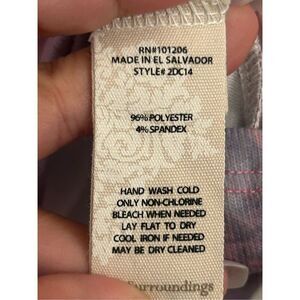 RN#101206
MADE IN EL SALVADOR
STYLE# 2DC14
96% POLYESTER
4% SPANDEX
HAND WASH COLD
ONLY NON-CHLORINE
BLEACH WHEN NEEDED
LAY FLAT TO DRY
COOL IRON IF NEEDED
MAY BE DRY CLEANED
Surroundings